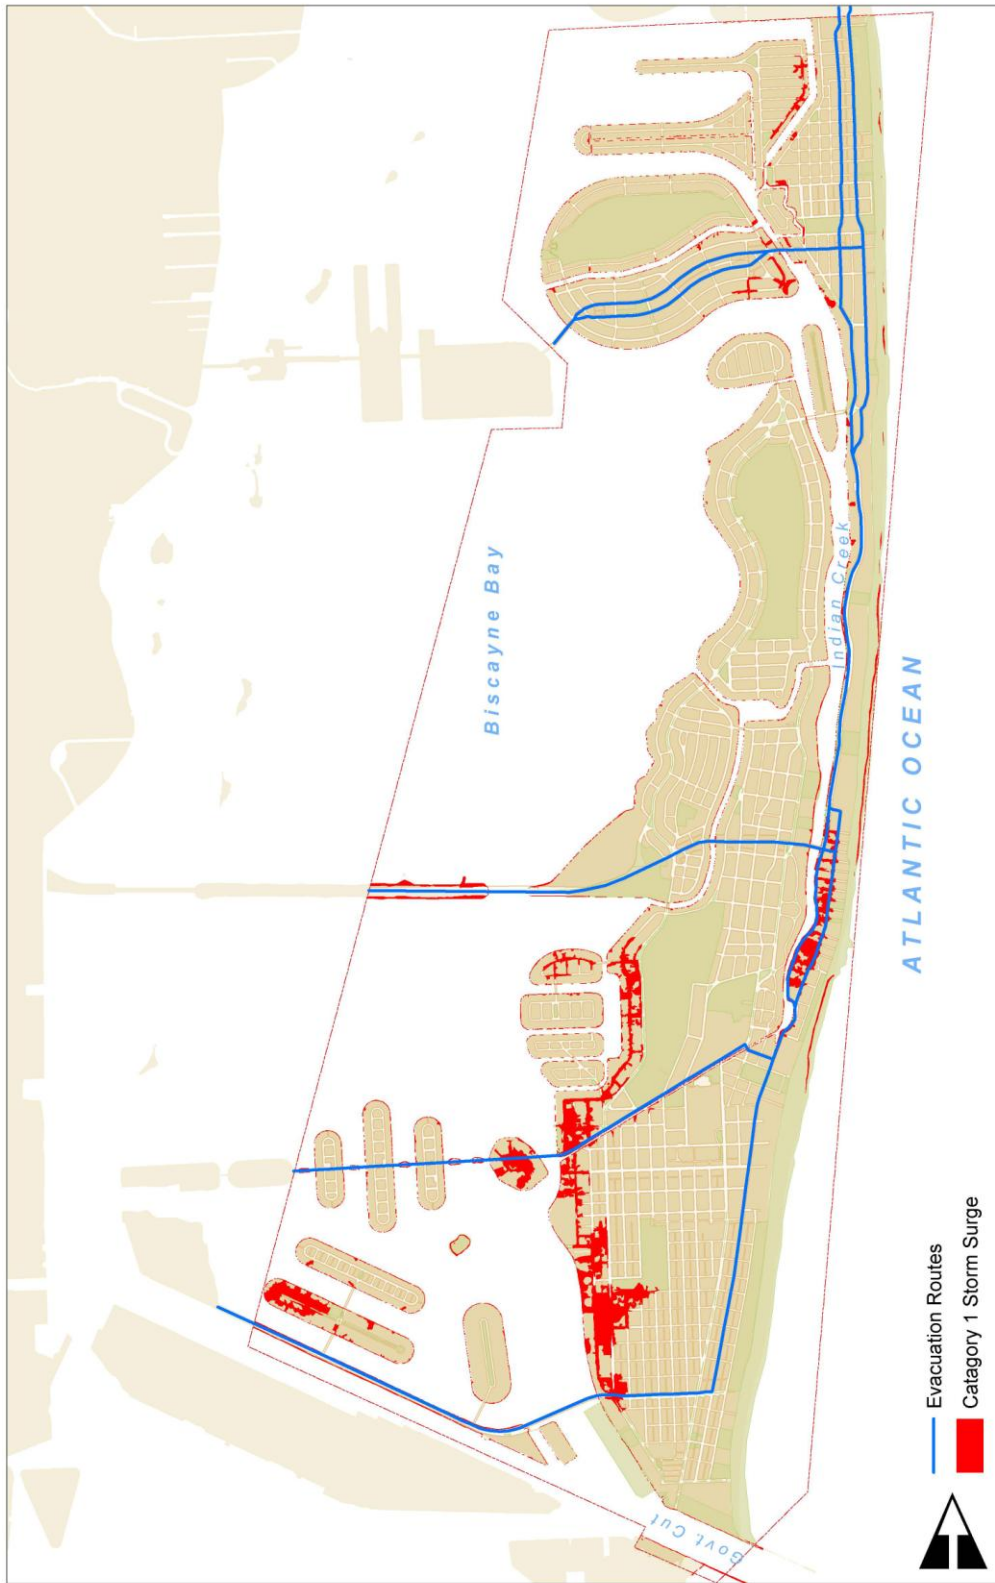 Biscayne Bay
Indian Creek
ATLANTIC OCEAN
Govt. Cut
Evacuation Routes
Catagory 1 Storm Surge